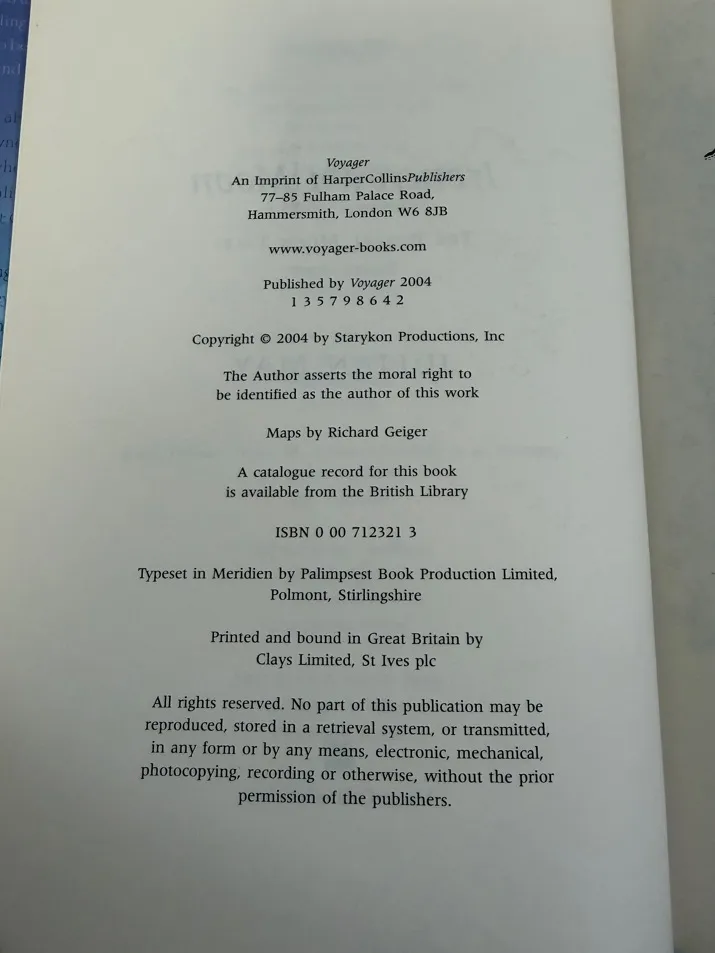 Voyager
An Imprint of HarperCollinsPublishers
77–85 Fulham Palace Road,
Hammersmith, London W6 8JB
www.voyager-books.com
Published by Voyager 2004
1 3 5 7 9 8 6 4 2
Copyright © 2004 by Starykon Productions, Inc
The Author asserts the moral right to
be identified as the author of this work
Maps by Richard Geiger
A catalogue record for this book
is available from the British Library
ISBN 0 00 712321 3
Typeset in Meridien by Palimpsest Book Production Limited,
Polmont, Stirlingshire
Printed and bound in Great Britain by
Clays Limited, St Ives plc
All rights reserved. No part of this publication may be
reproduced, stored in a retrieval system, or transmitted,
in any form or by any means, electronic, mechanical,
photocopying, recording or otherwise, without the prior
permission of the publishers.